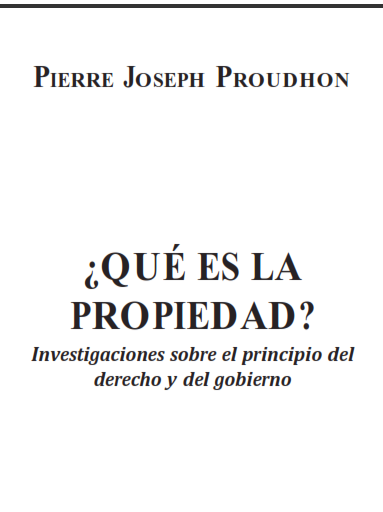 Pierre Joseph Proudhon
¿QUÉ ES LA
PROPIEDAD?
Investigaciones sobre el principio del
derecho y del gobierno